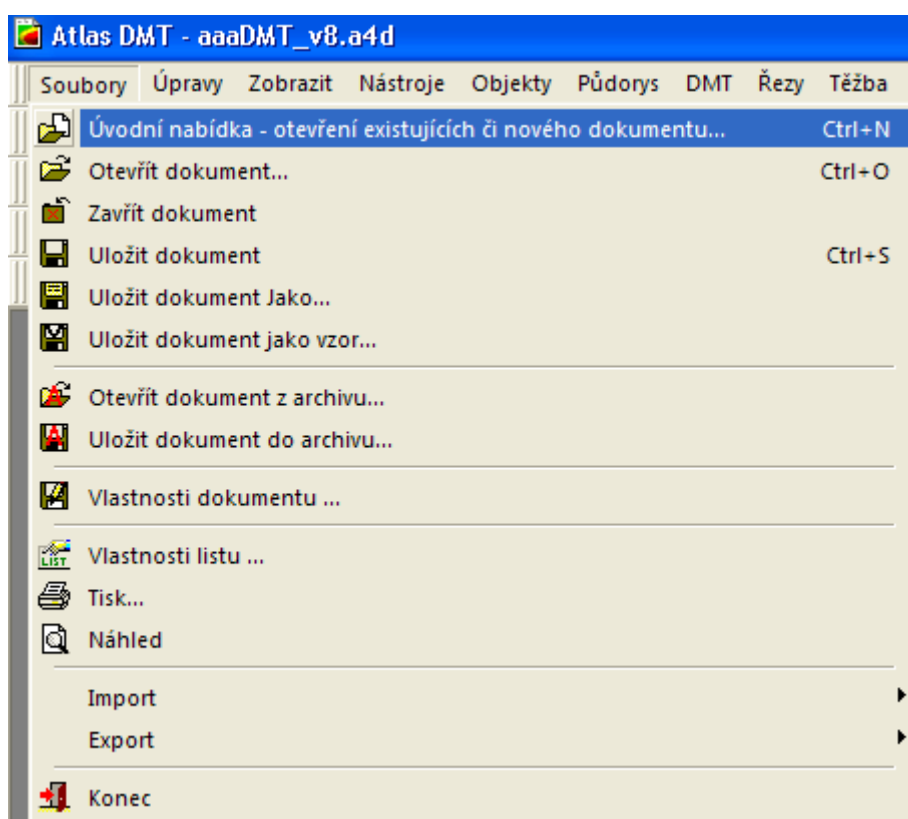 Atlas DMT - aaaDMT_v8.a4d
Soubory Úpravy Zobrazit Nástroje Objekty Půdorys DMT Řezy Těžba
Úvodní nabídka - otevření existujících či nového dokumentu... Ctrl+N
Otevřít dokument... Ctrl+O
Zavřít dokument
Uložit dokument Ctrl+S
Uložit dokument Jako...
Uložit dokument jako vzor...
Otevřít dokument z archivu...
Uložit dokument do archivu...
Vlastnosti dokumentu ...
LIST Vlastnosti listu ...
Tisk...
Náhled
Import
Export
Konec